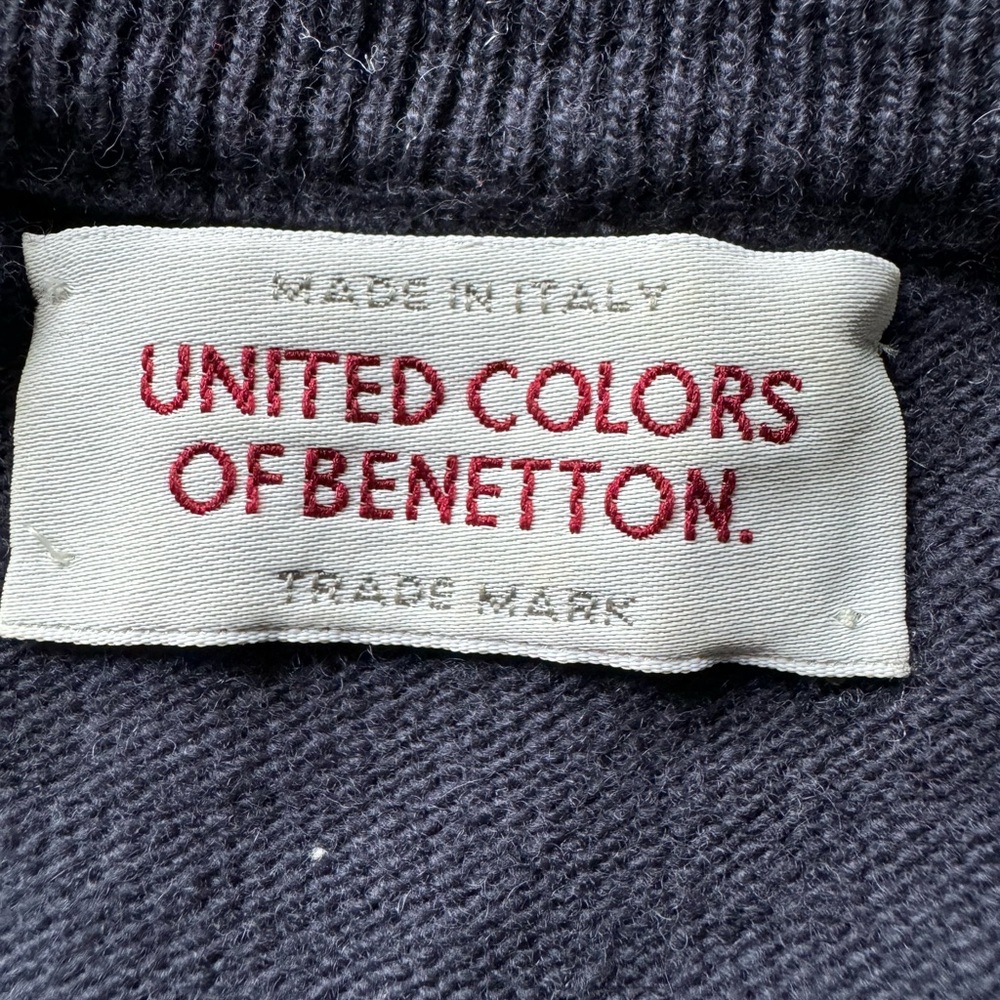 MADE IN ITALY
UNITED COLORS
OF BENETTON.
TRADE MARK